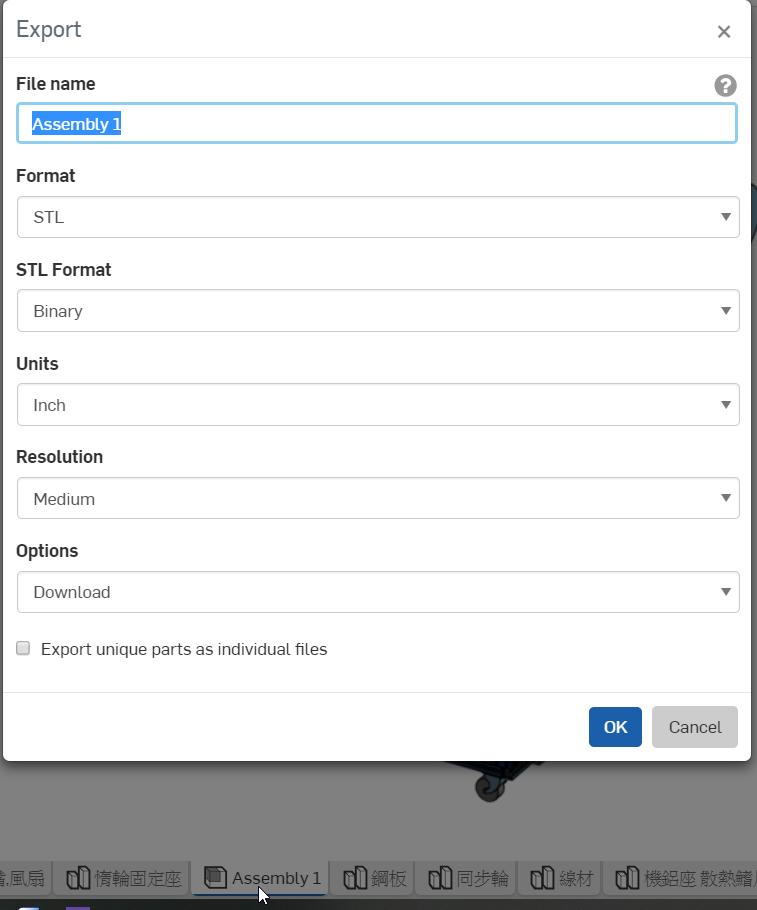 Export
×
File name
?
Assembly 1
Format
STL
STL Format
Binary
Units
Inch
Resolution
Medium
Options
Download
Export unique parts as individual files
OK
Cancel
風扇
惰輪固定座
Assembly 1
鋼板
同步輪
線材
機鋁座 散熱鰭